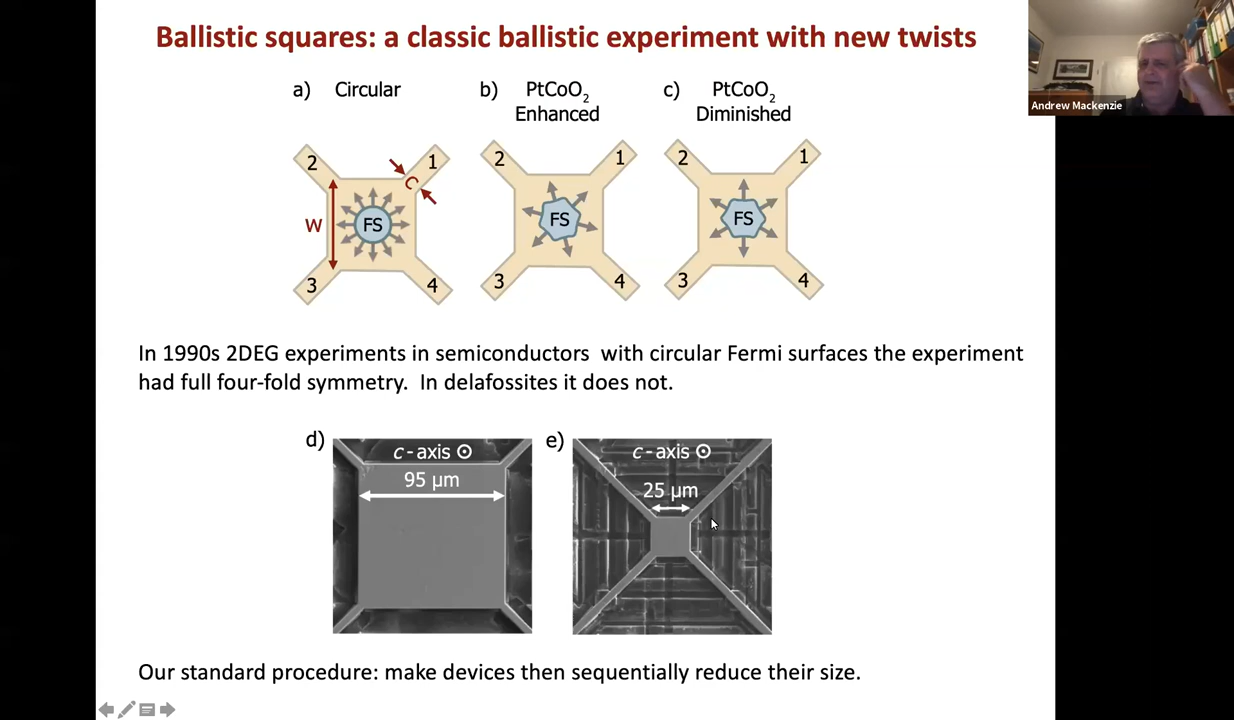 Ballistic squares: a classic ballistic experiment with new twists
Andrew Mackenzie
a) Circular
b) PtCoO₂
Enhanced
c) PtCoO₂
Diminished
2 1
C
W FS
3 4
2 1
FS
3 4
2 1
FS
3 4
In 1990s 2DEG experiments in semiconductors with circular Fermi surfaces the experiment
had full four-fold symmetry. In delafossites it does not.
d) c-axis ⊙
95 μm
e) c-axis ⊙
25 μm
Our standard procedure: make devices then sequentially reduce their size.